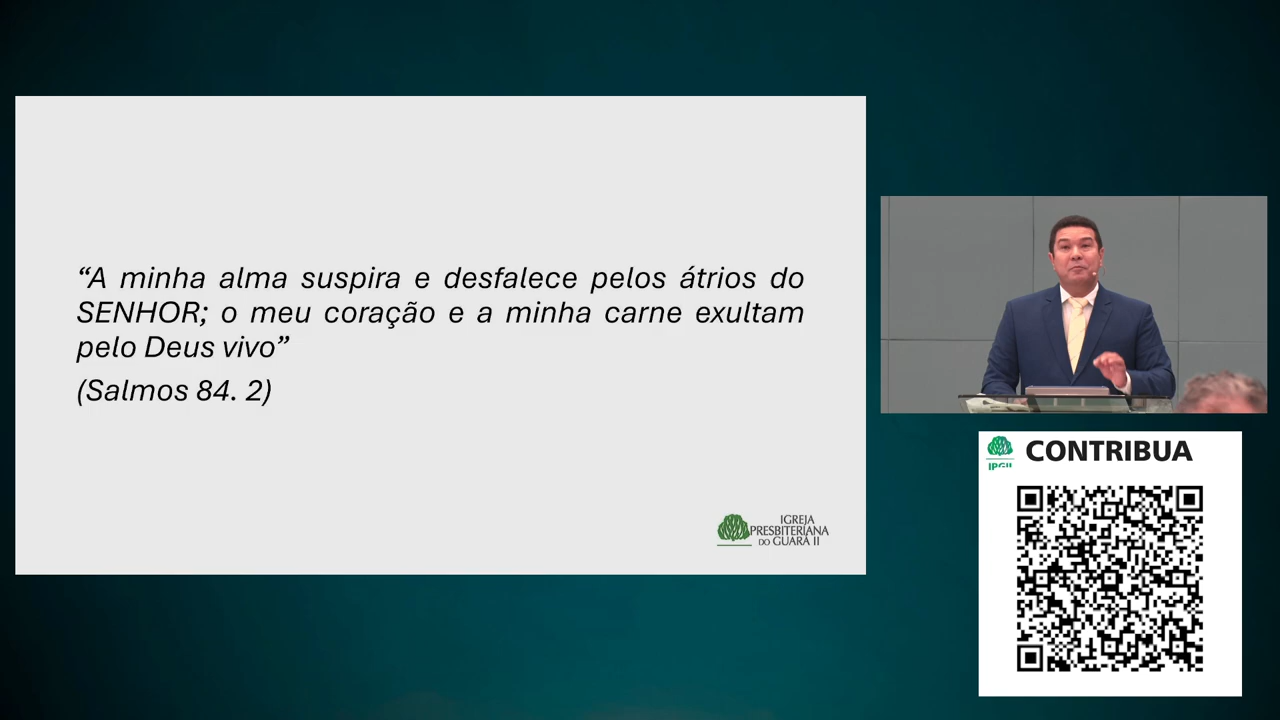 “A minha alma suspira e desfalece pelos átrios do
SENHOR; o meu coração e a minha carne exultam
pelo Deus vivo”
(Salmos 84. 2)
IGREJA
PRESBITERIANA
DO GUARÁ II
IPGII
CONTRIBUA